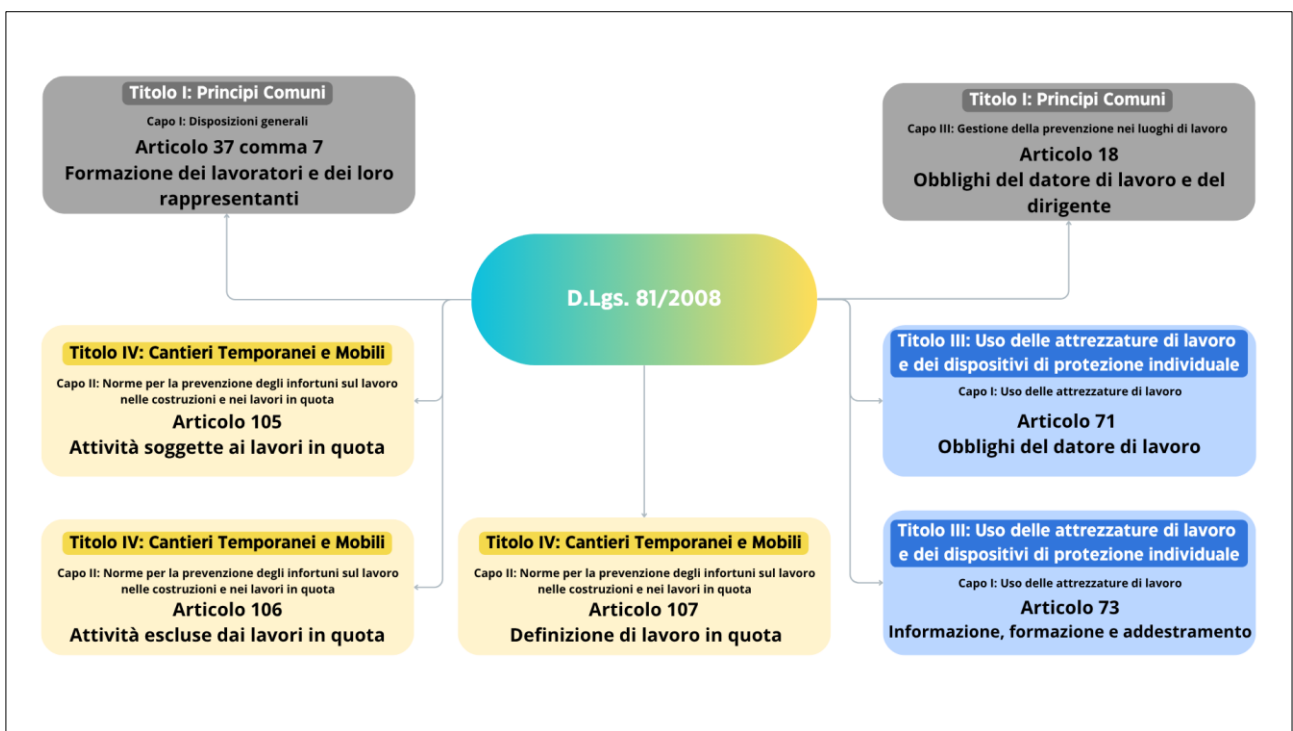 Titolo I: Principi Comuni
Capo I: Disposizioni generali
Articolo 37 comma 7
Formazione dei lavoratori e dei loro
rappresentanti
Titolo I: Principi Comuni
Capo III: Gestione della prevenzione nei luoghi di lavoro
Articolo 18
Obblighi del datore di lavoro e del
dirigente
D.Lgs. 81/2008
Titolo IV: Cantieri Temporanei e Mobili
Capo II: Norme per la prevenzione degli infortuni sul lavoro
nelle costruzioni e nei lavori in quota
Articolo 105
Attività soggette ai lavori in quota
Titolo III: Uso delle attrezzature di lavoro
e dei dispositivi di protezione individuale
Capo I: Uso delle attrezzature di lavoro
Articolo 71
Obblighi del datore di lavoro
Titolo IV: Cantieri Temporanei e Mobili
Capo II: Norme per la prevenzione degli infortuni sul lavoro
nelle costruzioni e nei lavori in quota
Articolo 106
Attività escluse dai lavori in quota
Titolo IV: Cantieri Temporanei e Mobili
Capo II: Norme per la prevenzione degli infortuni sul lavoro
nelle costruzioni e nei lavori in quota
Articolo 107
Definizione di lavoro in quota
Titolo III: Uso delle attrezzature di lavoro
e dei dispositivi di protezione individuale
Capo I: Uso delle attrezzature di lavoro
Articolo 73
Informazione, formazione e addestramento